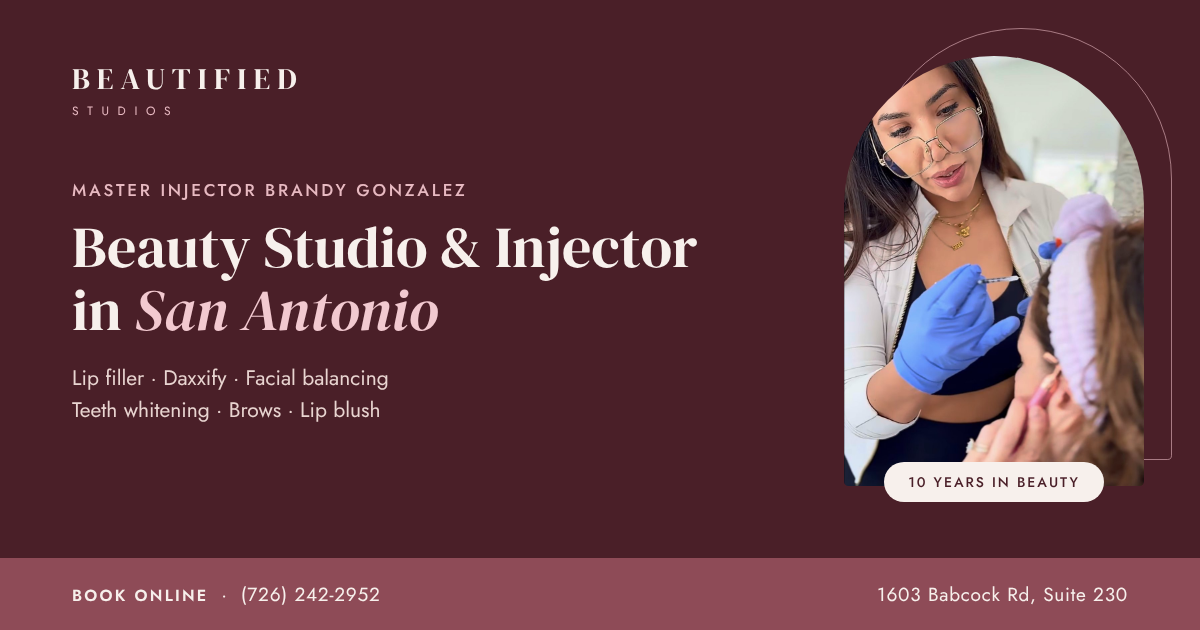 BEAUTIFIED
STUDIOS
MASTER INJECTOR BRANDY GONZALEZ
Beauty Studio & Injector
in San Antonio
Lip filler · Daxxify · Facial balancing
Teeth whitening · Brows · Lip blush
10 YEARS IN BEAUTY
BOOK ONLINE · (726) 242-2952
1603 Babcock Rd, Suite 230